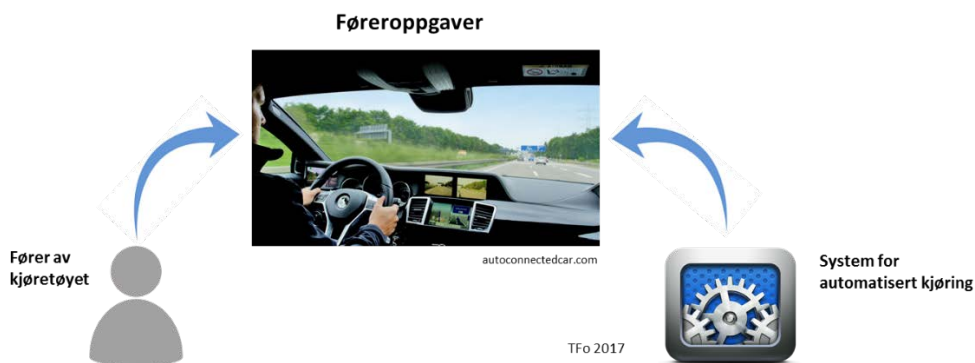 Føreroppgaver
autoconnectedcar.com
Fører av
kjøretøyet
System for
automatisert kjøring
TFo 2017